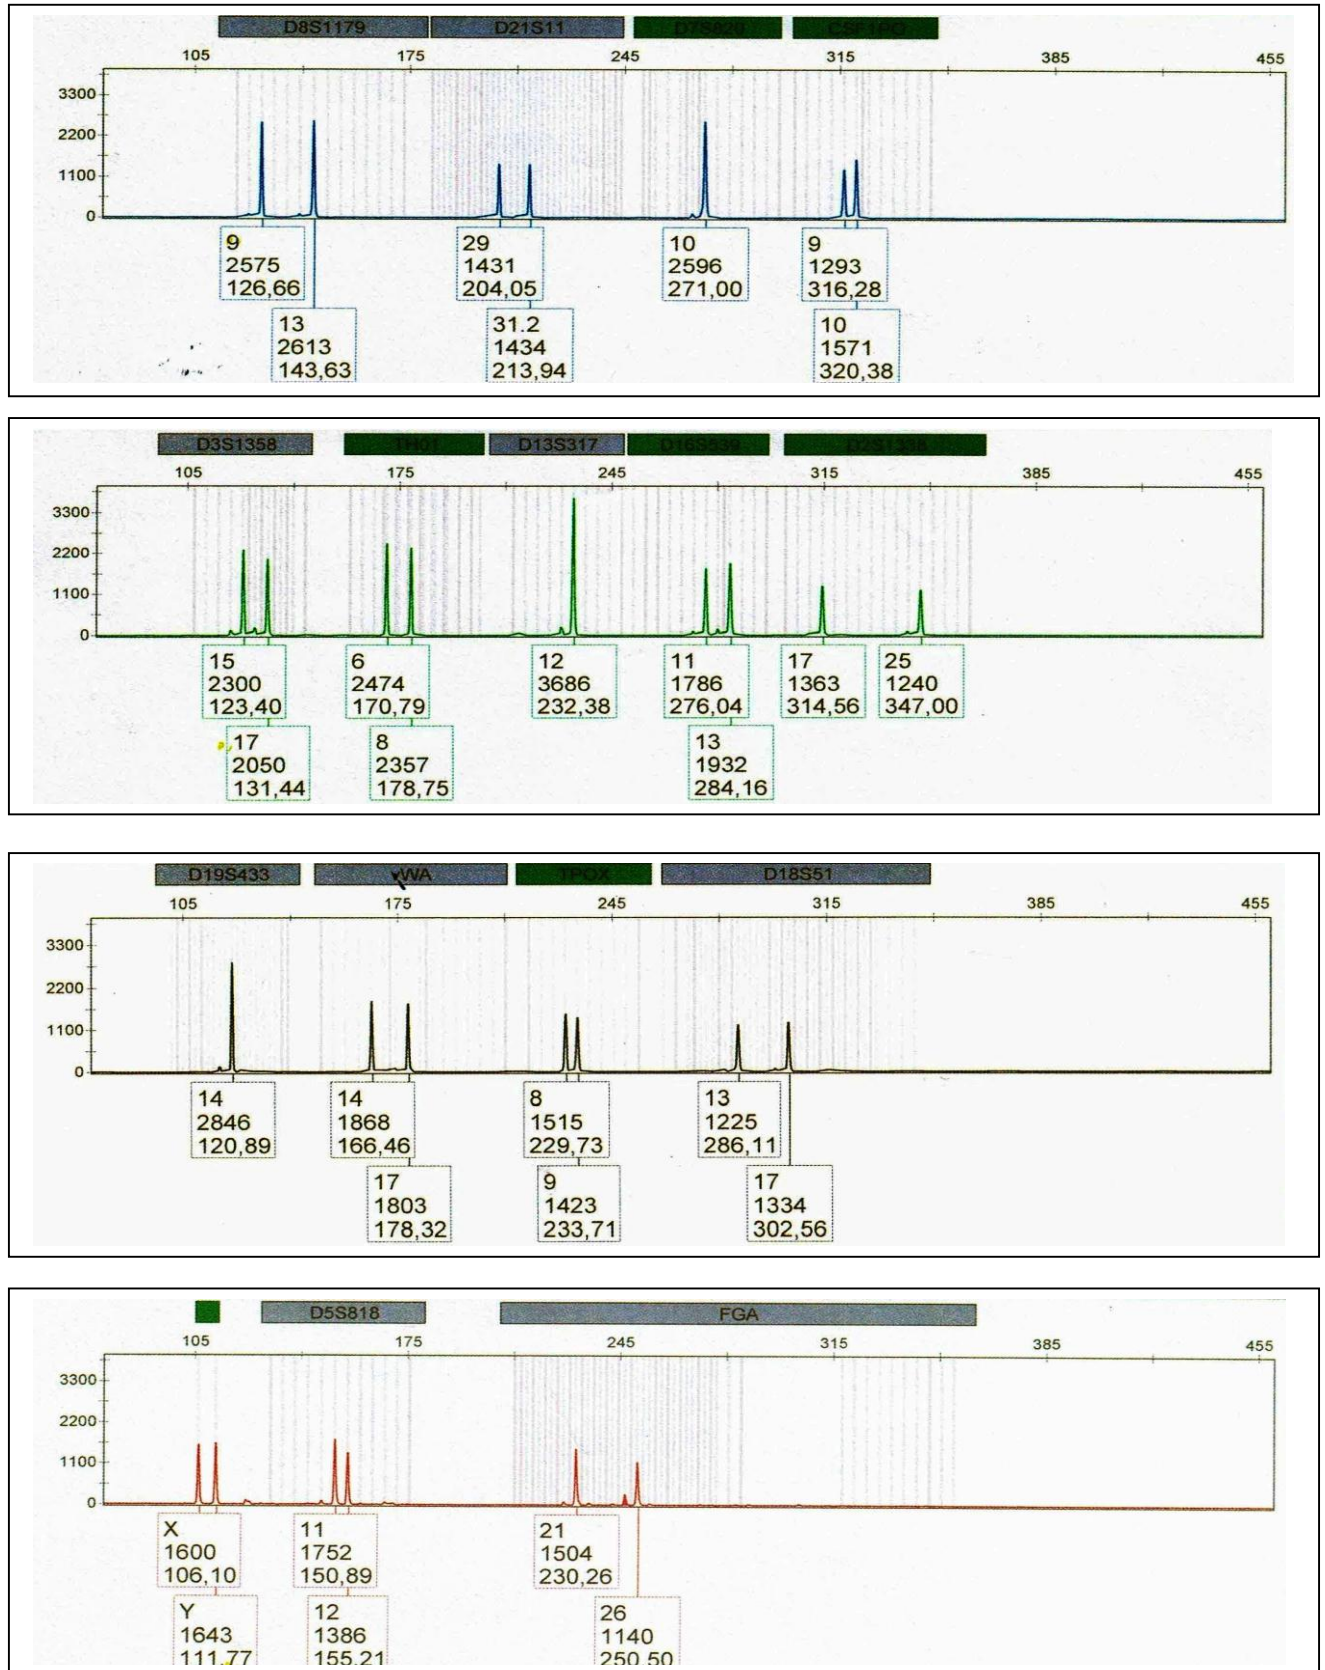 D8S1179 D21S11 D7S820 CSF1PO
105 175 245 315 385 455
3300
2200
1100
0
9 29 10 9
2575 1431 2596 1293
126,66 204,05 271,00 316,28
13 31.2 10
2613 1434 1571
143,63 213,94 320,38
D3S1358 TH01 D13S317 D16S539 D2S1338
105 175 245 315 385 455
3300
2200
1100
0
15 6 12 11 17 25
2300 2474 3686 1786 1363 1240
123,40 170,79 232,38 276,04 314,56 347,00
17 8 13
2050 2357 1932
131,44 178,75 284,16
D19S433 vWA TPOX D18S51
105 175 245 315 385 455
3300
2200
1100
0
14 14 8 13
2846 1868 1515 1225
120,89 166,46 229,73 286,11
17 9 17
1803 1423 1334
178,32 233,71 302,56
D5S818 FGA
105 175 245 315 385 455
3300
2200
1100
0
X 11 21
1600 1752 1504
106,10 150,89 230,26
Y 12 26
1643 1386 1140
111,77 155,21 250,50